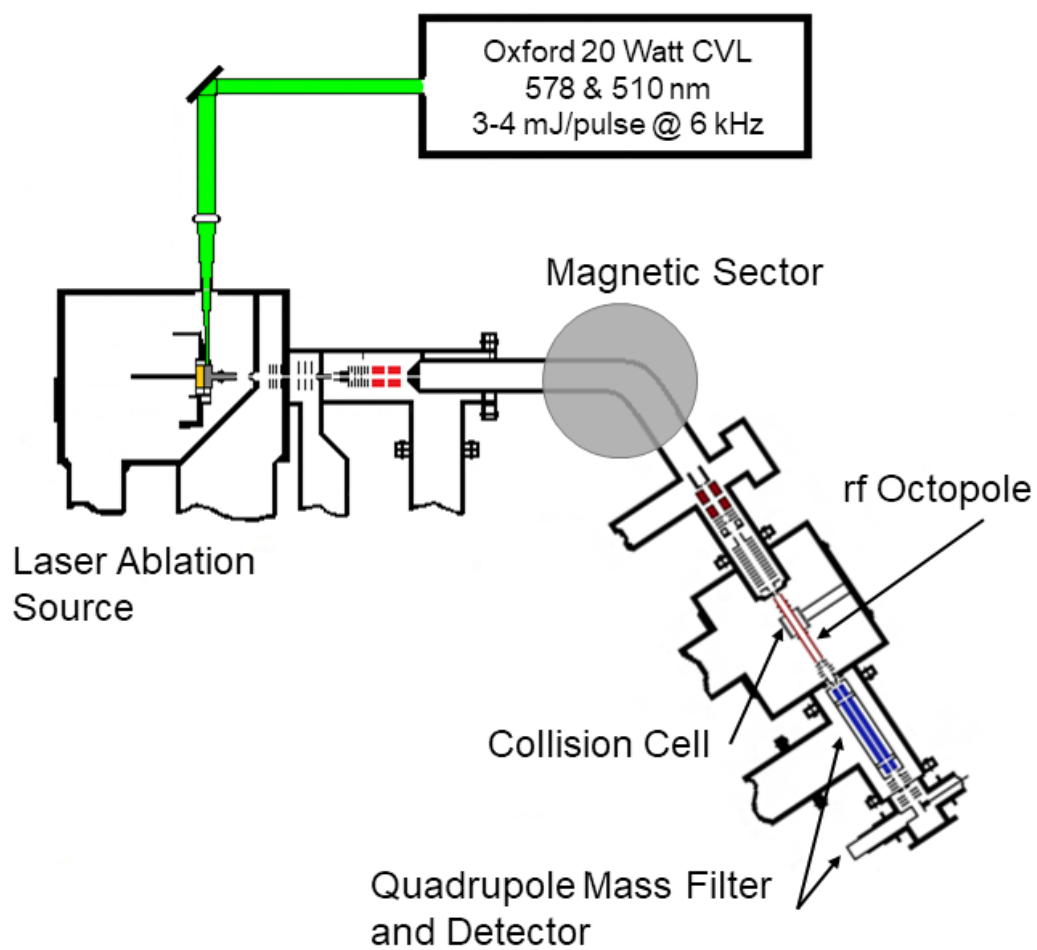 Oxford 20 Watt CVL
578 & 510 nm
3-4 mJ/pulse @ 6 kHz
Magnetic Sector
rf Octopole
Laser Ablation
Source
Collision Cell
Quadrupole Mass Filter
and Detector